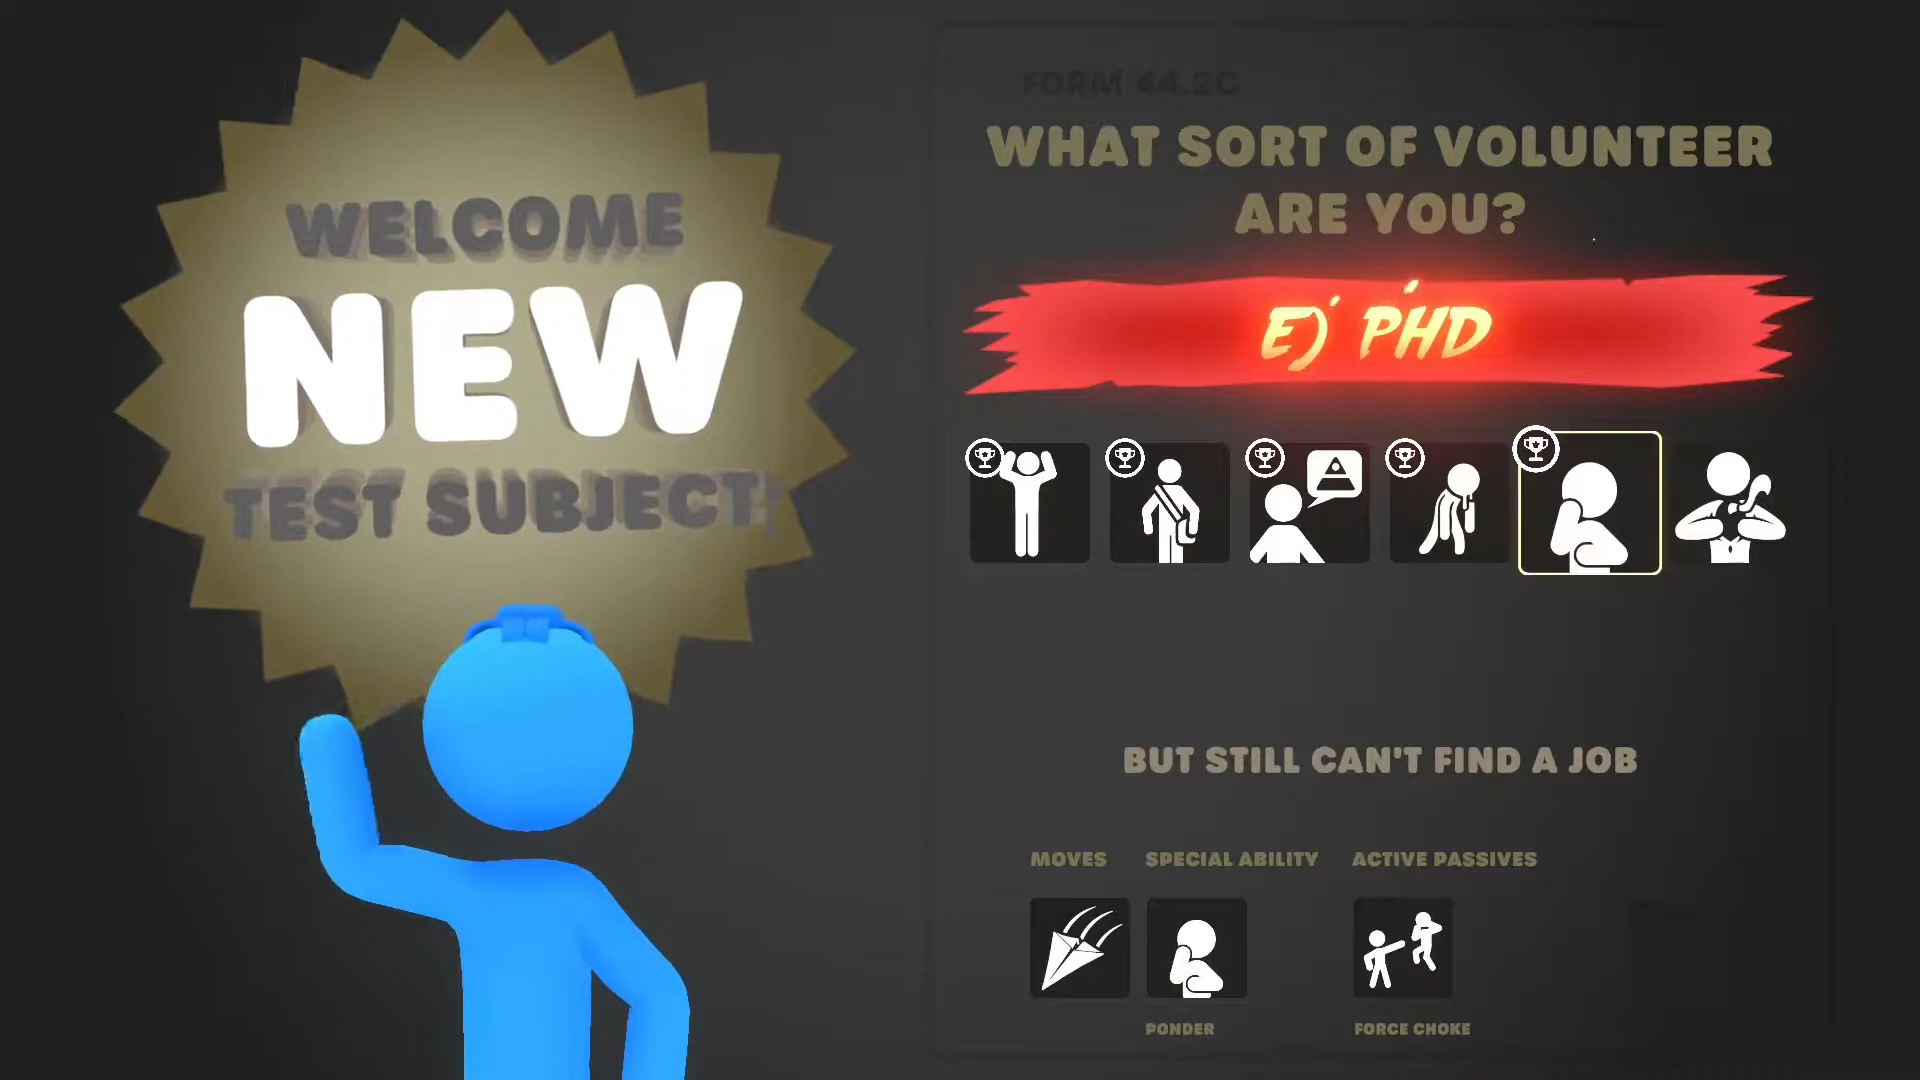 WELCOME
NEW
TEST SUBJECT!
FORM 44.2C
WHAT SORT OF VOLUNTEER
ARE YOU?
E) PHD
BUT STILL CAN'T FIND A JOB
MOVES SPECIAL ABILITY ACTIVE PASSIVES
PONDER FORCE CHOKE